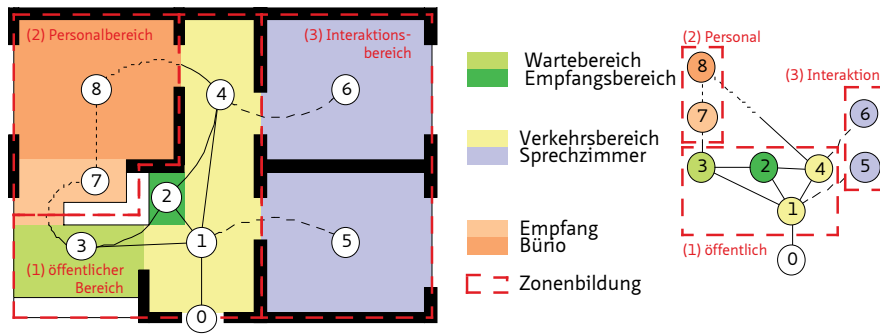 (2) Personalbereich
(3) Interaktions-
bereich
8
4
6
7
2
3
1
5
(1) öffentlicher
Bereich
0
Wartebereich
Empfangsbereich
Verkehrsbereich
Sprechzimmer
Empfang
Büro
Zonenbildung
(2) Personal
8
(3) Interaktion
7
6
3
2
4
5
1
(1) öffentlich
0